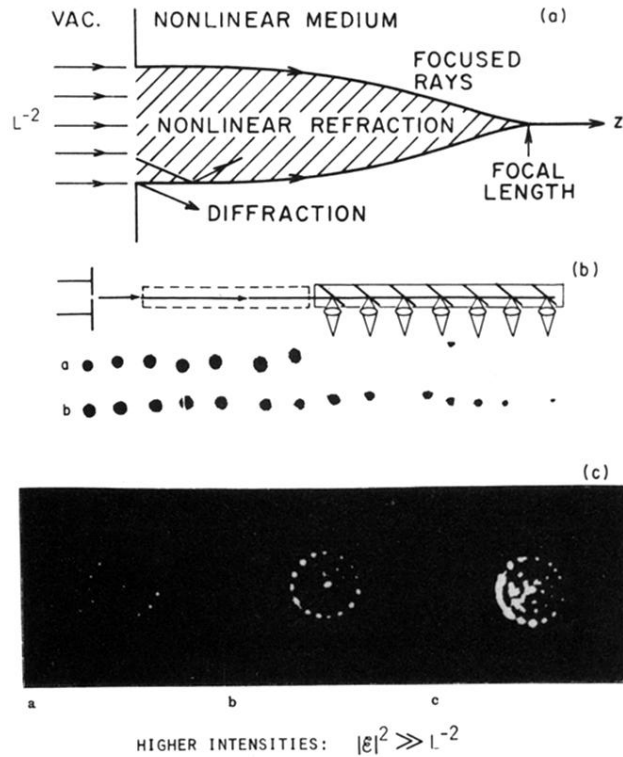 VAC. NONLINEAR MEDIUM (a)
FOCUSED
RAYS
L⁻²
NONLINEAR REFRACTION
Z
FOCAL
LENGTH
DIFFRACTION
(b)
a
b
(c)
a b c
HIGHER INTENSITIES: |ℰ̃|² ≫ L⁻²